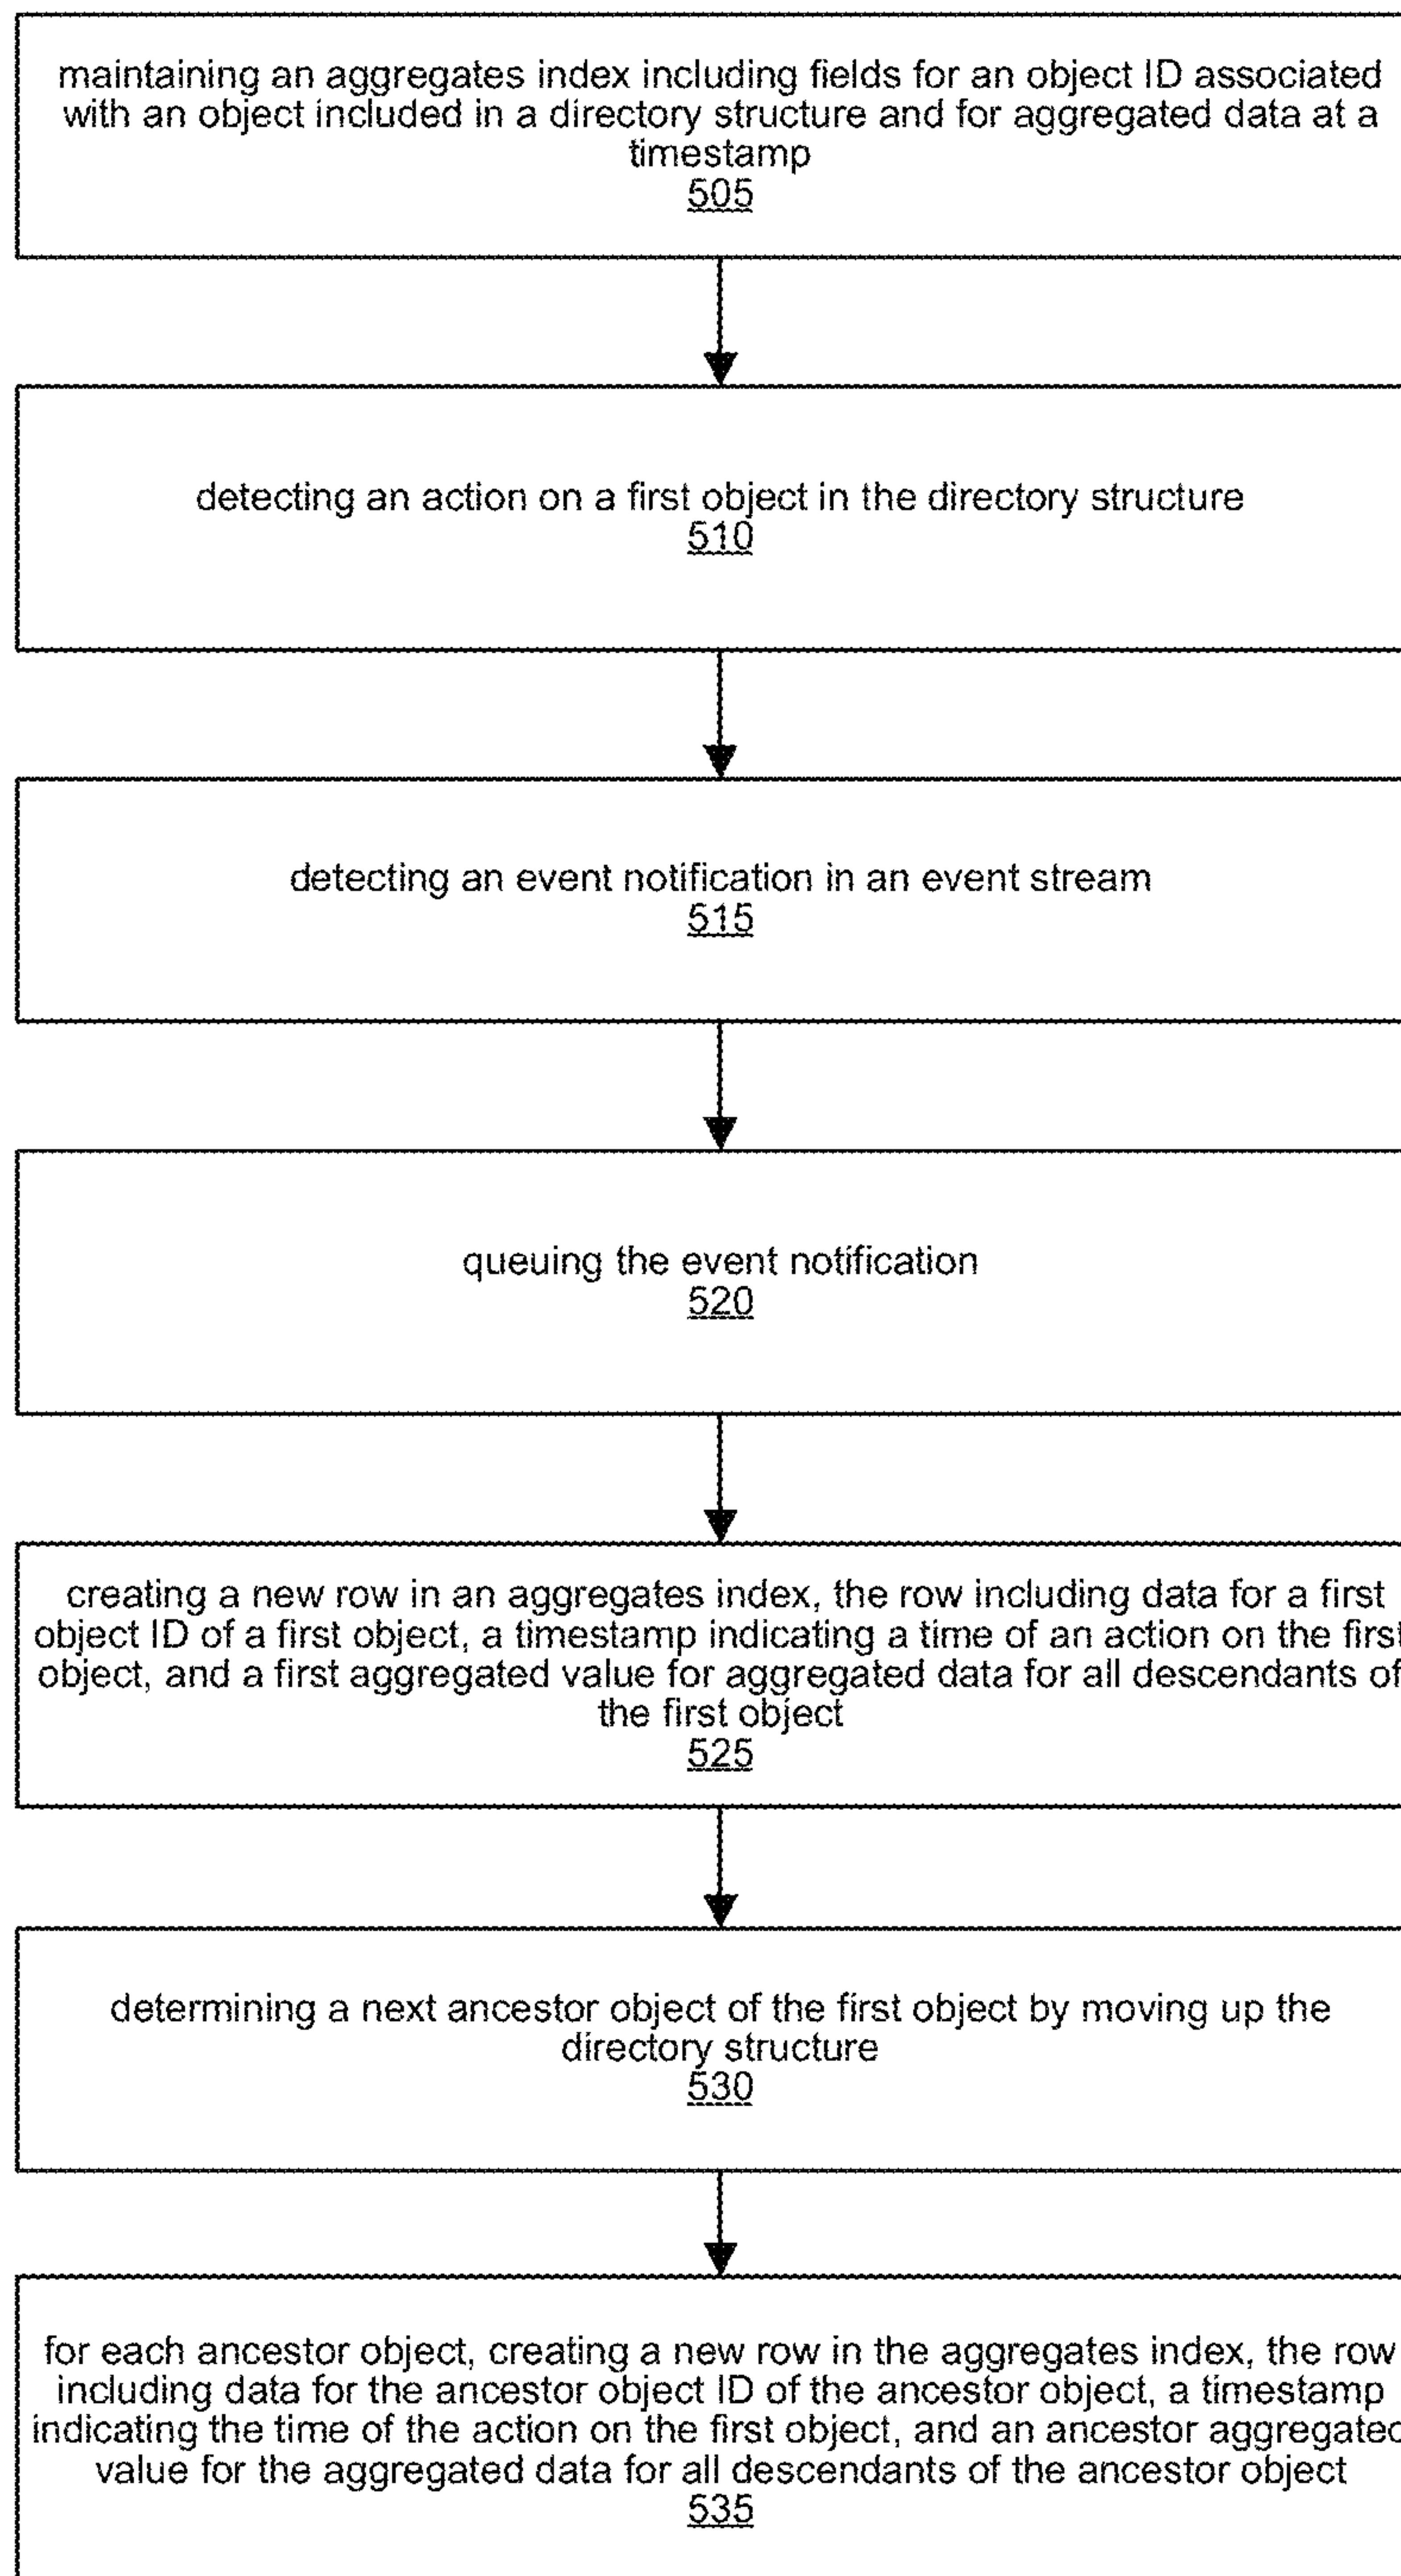 maintaining an aggregates index including fields for an object ID associated
with an object included in a directory structure and for aggregated data at a
timestamp
505
detecting an action on a first object in the directory structure
510
detecting an event notification in an event stream
515
queuing the event notification
520
creating a new row in an aggregates index, the row including data for a first
object ID of a first object, a timestamp indicating a time of an action on the first
object, and a first aggregated value for aggregated data for all descendants of
the first object
525
determining a next ancestor object of the first object by moving up the
directory structure
530
for each ancestor object, creating a new row in the aggregates index, the row
including data for the ancestor object ID of the ancestor object, a timestamp
indicating the time of the action on the first object, and an ancestor aggregated
value for the aggregated data for all descendants of the ancestor object
535